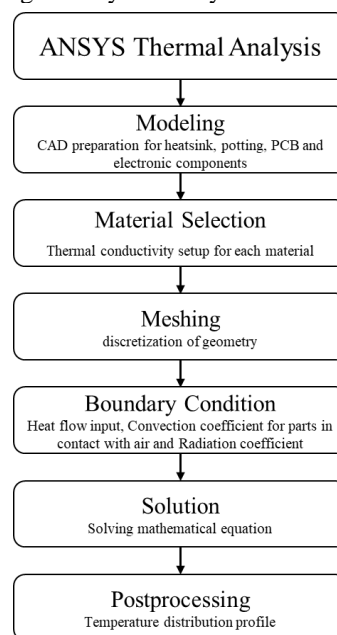 ANSYS Thermal Analysis
Modeling
CAD preparation for heatsink, potting, PCB and
electronic components
Material Selection
Thermal conductivity setup for each material
Meshing
discretization of geometry
Boundary Condition
Heat flow input, Convection coefficient for parts in
contact with air and Radiation coefficient
Solution
Solving mathematical equation
Postprocessing
Temperature distribution profile